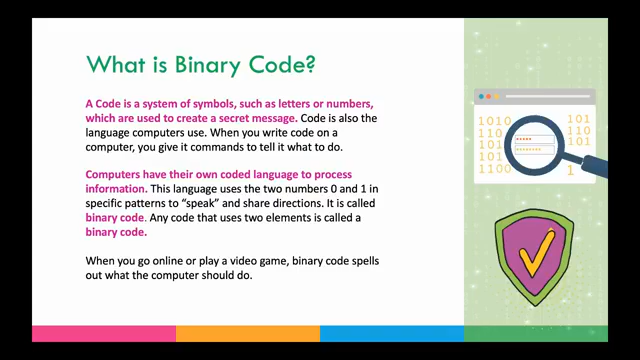 What is Binary Code?
A Code is a system of symbols, such as letters or numbers,
which are used to create a secret message. Code is also the
language computers use. When you write code on a
computer, you give it commands to tell it what to do.
Computers have their own coded language to process
information. This language uses the two numbers 0 and 1 in
specific patterns to “speak” and share directions. It is called
binary code. Any code that uses two elements is called a
binary code.
When you go online or play a video game, binary code spells
out what the computer should do.
1010
101
110
110
101
101
101
1100
1